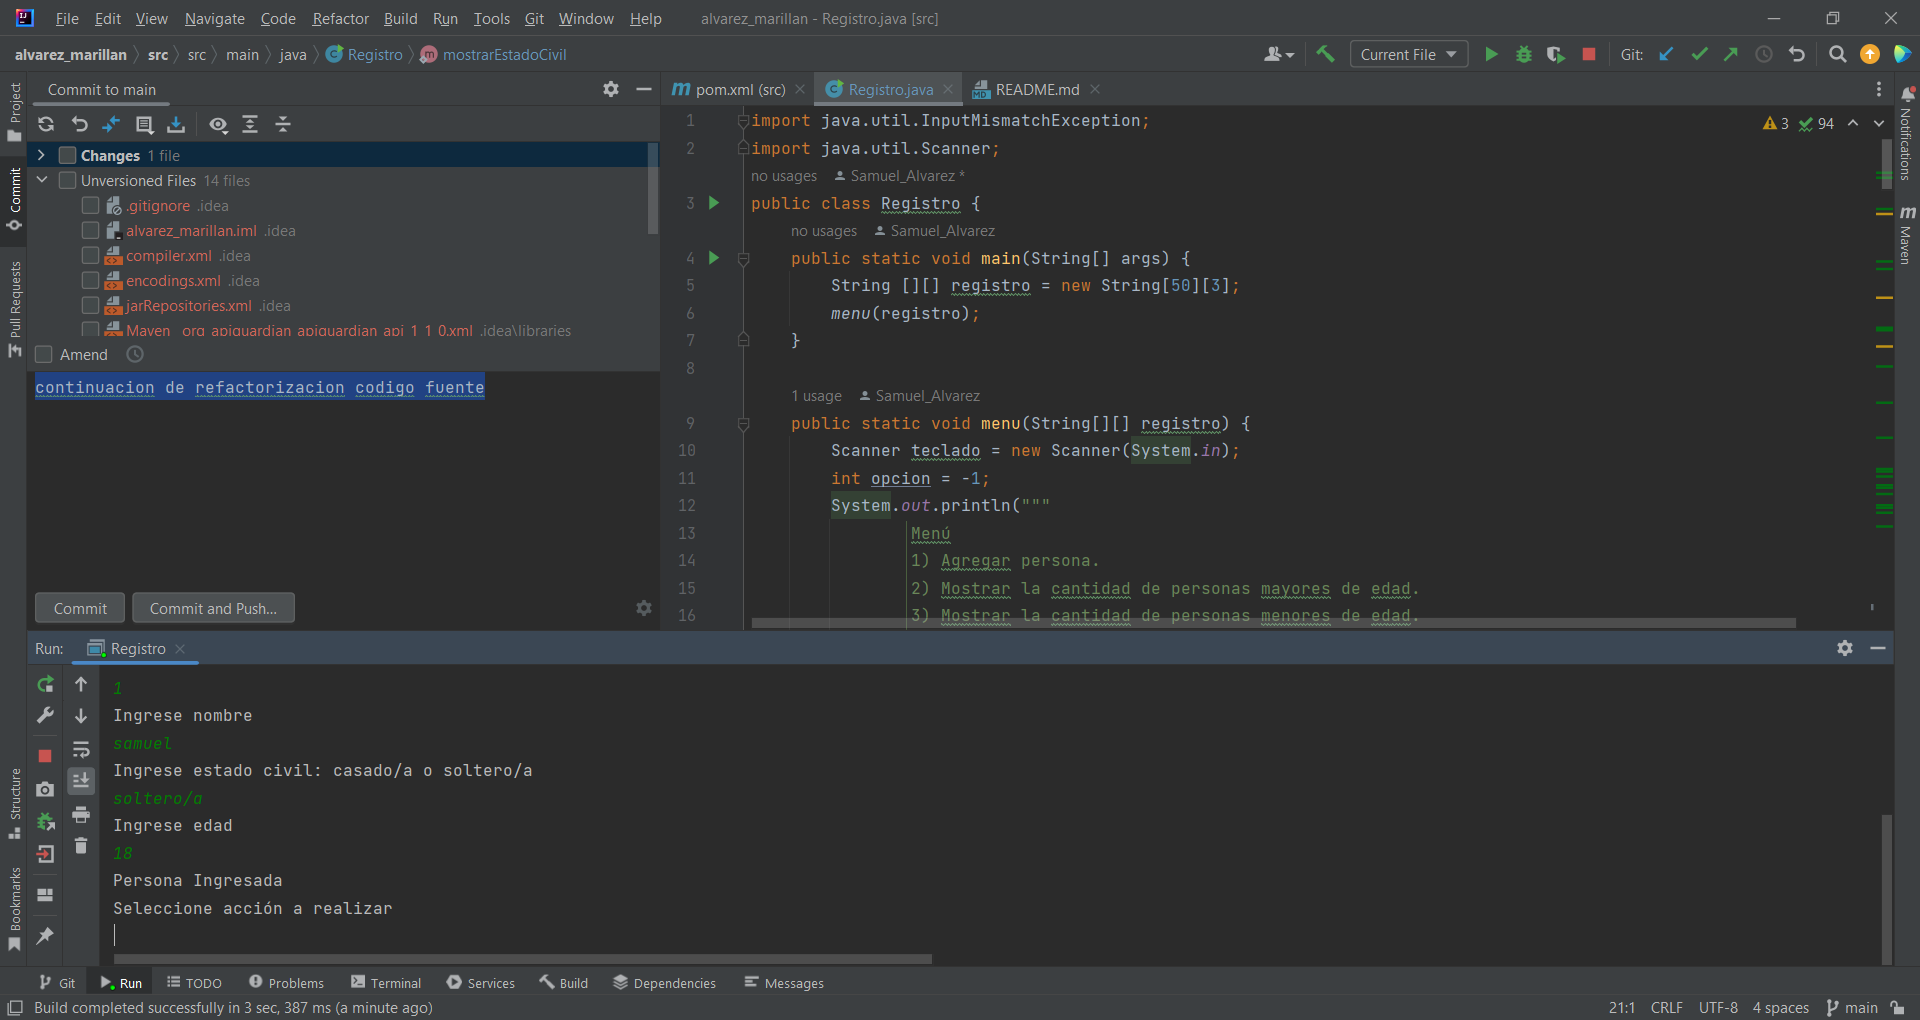 File Edit View Navigate Code Refactor Build Run Tools Git Window Help alvarez_marillan - Registro.java [src]
alvarez_marillan src src main java Registro mostrarEstadoCivil Current File Git:
Project
Commit
Pull Requests
Structure
Bookmarks
Commit to main
Changes 1 file
Unversioned Files 14 files
.gitignore .idea
alvarez_marillan.iml .idea
compiler.xml .idea
encodings.xml .idea
jarRepositories.xml .idea
Maven__org_apiguardian_apiguardian_api_1_1_0.xml .idea\libraries
Amend
continuacion de refactorizacion codigo fuente
Commit Commit and Push...
pom.xml (src) Registro.java README.md
3 94
1 import java.util.InputMismatchException;
2 import java.util.Scanner;
no usages Samuel_Alvarez *
3 public class Registro {
no usages Samuel_Alvarez
4 public static void main(String[] args) {
5 String [][] registro = new String[50][3];
6 menu(registro);
7 }
8
1 usage Samuel_Alvarez
9 public static void menu(String[][] registro) {
10 Scanner teclado = new Scanner(System.in);
11 int opcion = -1;
12 System.out.println("""
13 Menú
14 1) Agregar persona.
15 2) Mostrar la cantidad de personas mayores de edad.
16 3) Mostrar la cantidad de personas menores de edad.
Notifications
Maven
Run: Registro
1
Ingrese nombre
samuel
Ingrese estado civil: casado/a o soltero/a
soltero/a
Ingrese edad
18
Persona Ingresada
Seleccione acción a realizar
Git Run TODO Problems Terminal Services Build Dependencies Messages
Build completed successfully in 3 sec, 387 ms (a minute ago) 21:1 CRLF UTF-8 4 spaces main